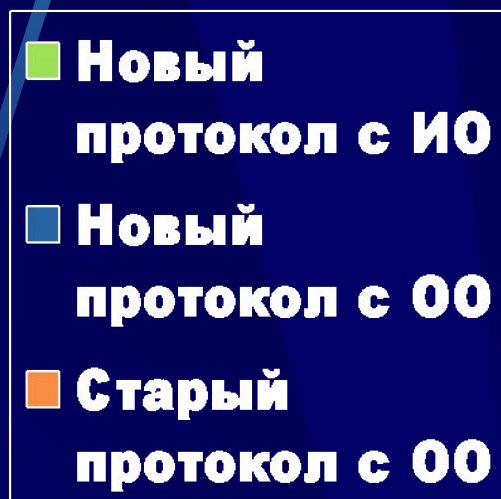 Новый
протокол с ИО
Новый
протокол с ОО
Старый
протокол с ОО